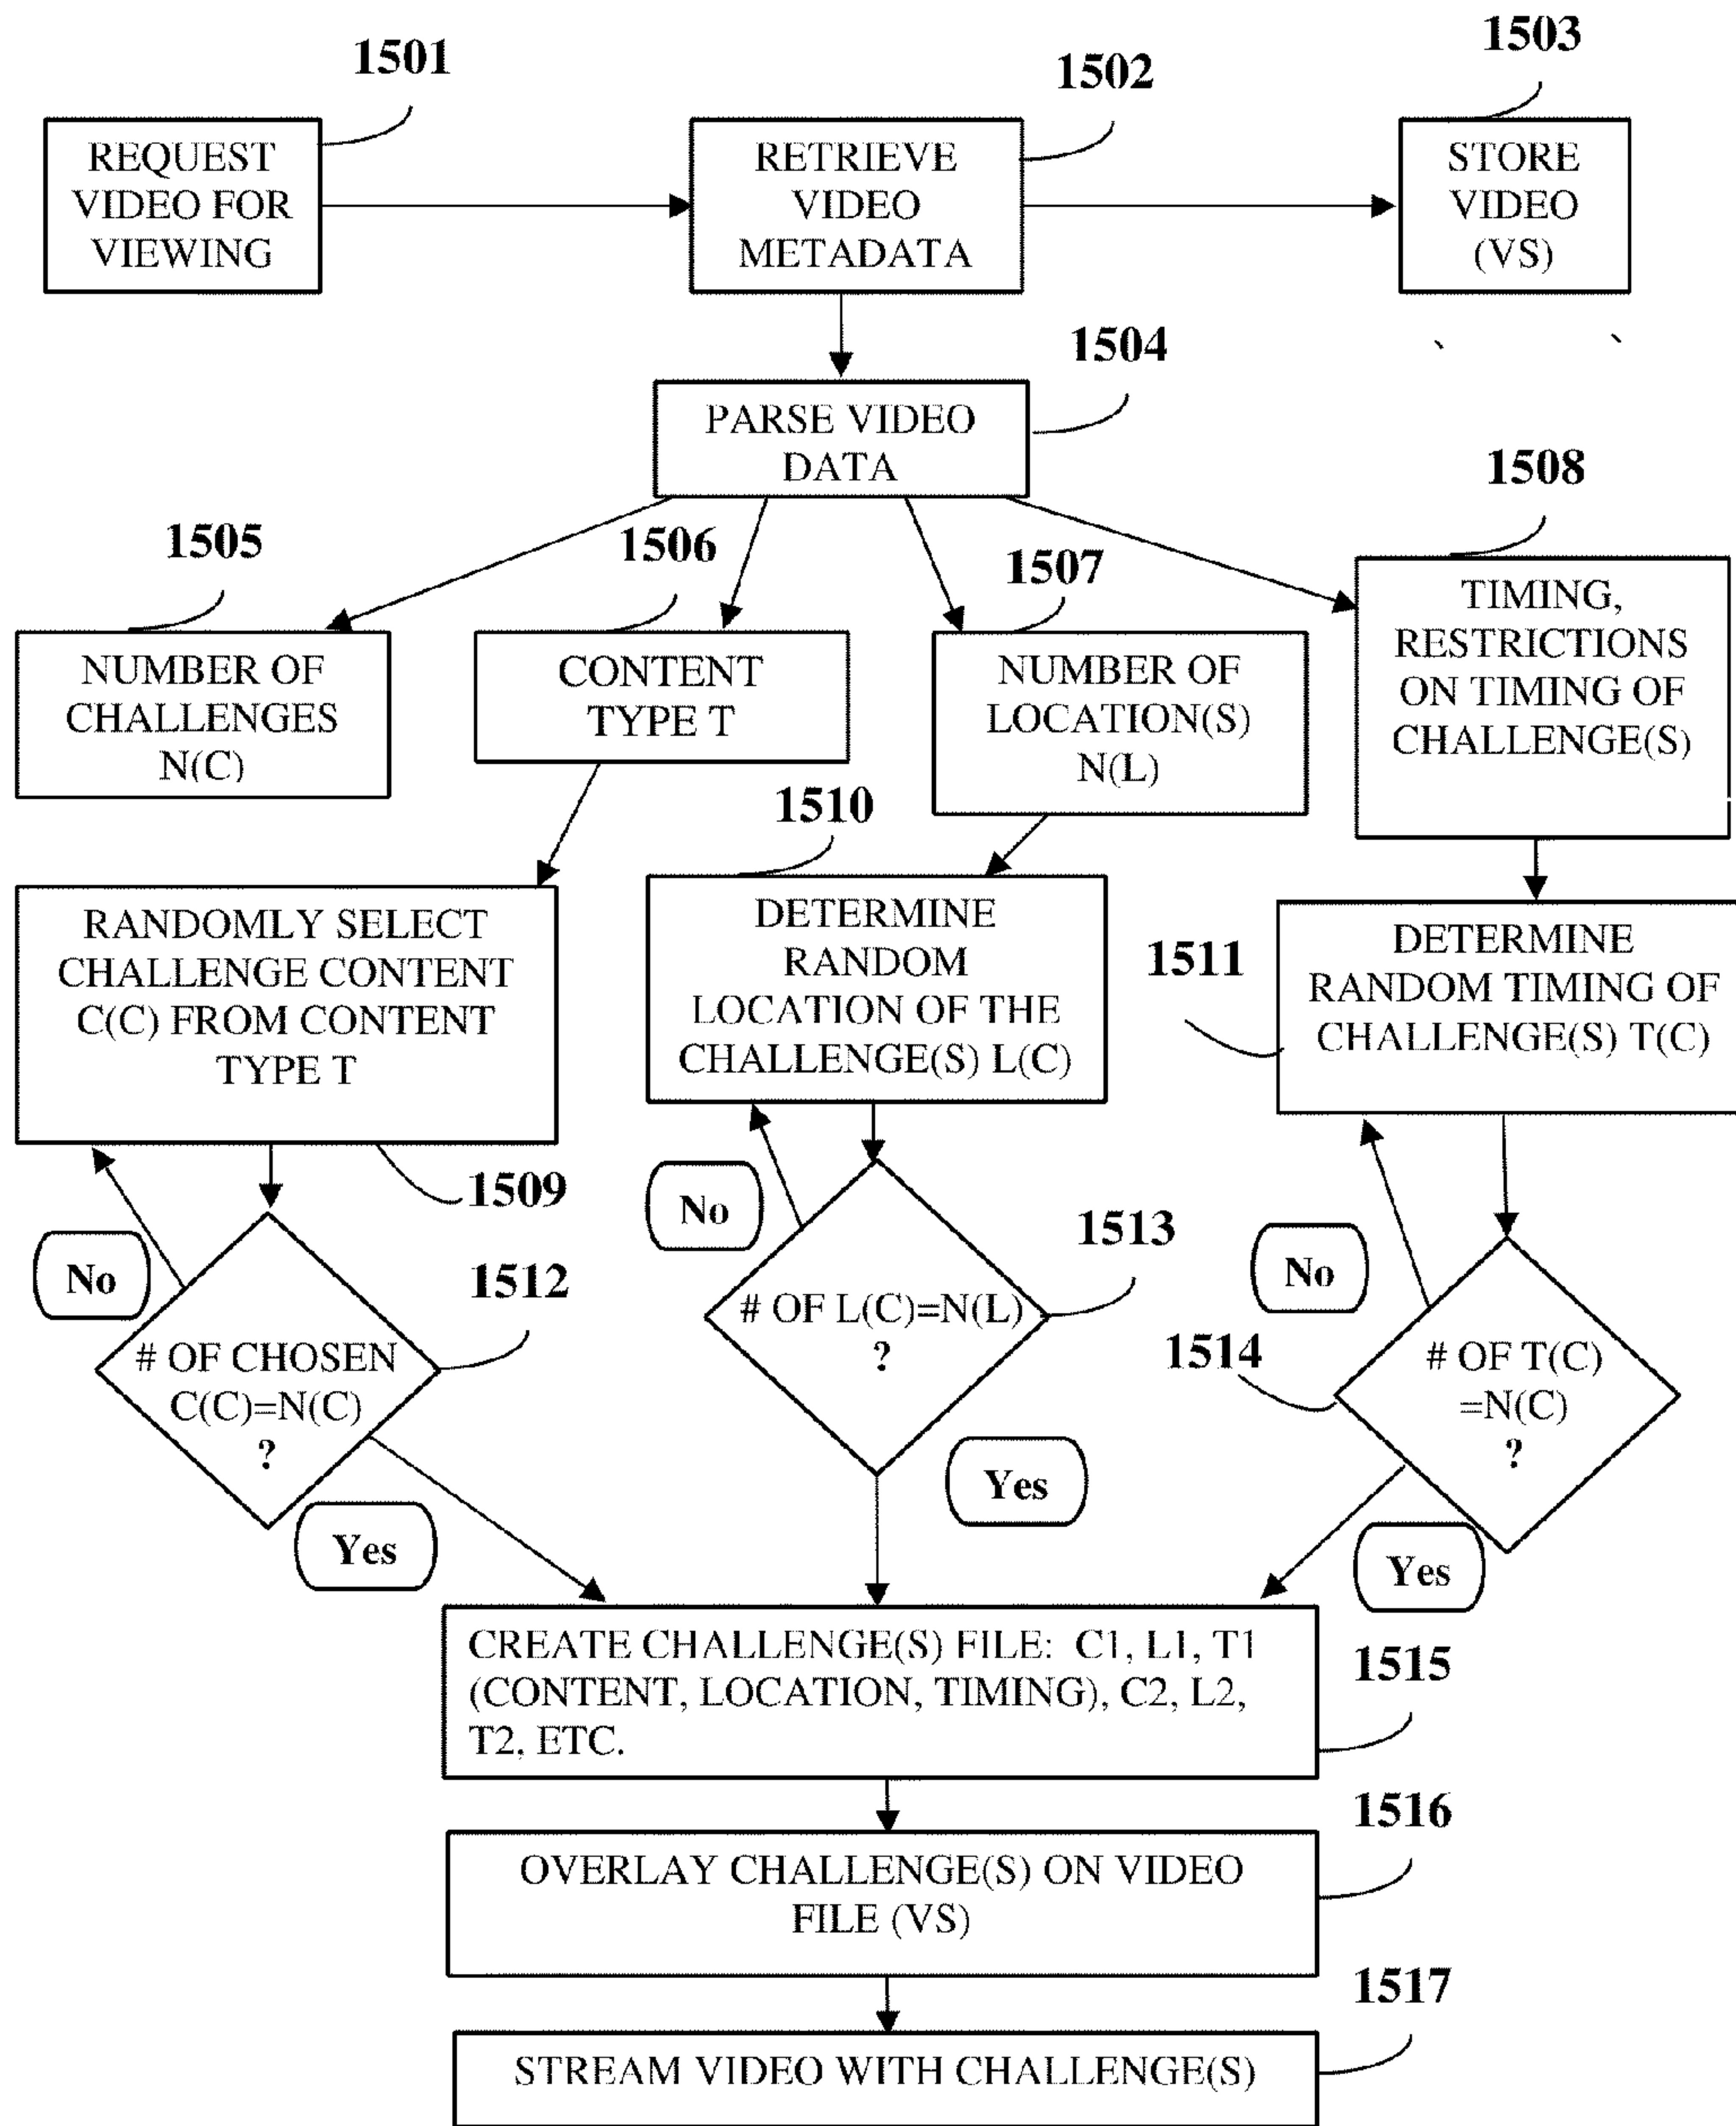 1501
1502
1503
REQUEST
VIDEO FOR
VIEWING
RETRIEVE
VIDEO
METADATA
STORE
VIDEO
(VS)
1504
PARSE VIDEO
DATA
1505
1506
1507
1508
NUMBER OF
CHALLENGES
N(C)
CONTENT
TYPE T
NUMBER OF
LOCATION(S)
N(L)
TIMING,
RESTRICTIONS
ON TIMING OF
CHALLENGE(S)
1510
RANDOMLY SELECT
CHALLENGE CONTENT
C(C) FROM CONTENT
TYPE T
DETERMINE
RANDOM
LOCATION OF THE
CHALLENGE(S) L(C)
1511
DETERMINE
RANDOM TIMING OF
CHALLENGE(S) T(C)
1509
No
No
No
1512
1513
1514
# OF CHOSEN
C(C)=N(C)
?
# OF L(C)=N(L)
?
# OF T(C)
=N(C)
?
Yes
Yes
Yes
CREATE CHALLENGE(S) FILE: C1, L1, T1
(CONTENT, LOCATION, TIMING), C2, L2,
T2, ETC.
1515
OVERLAY CHALLENGE(S) ON VIDEO
FILE (VS)
1516
STREAM VIDEO WITH CHALLENGE(S)
1517